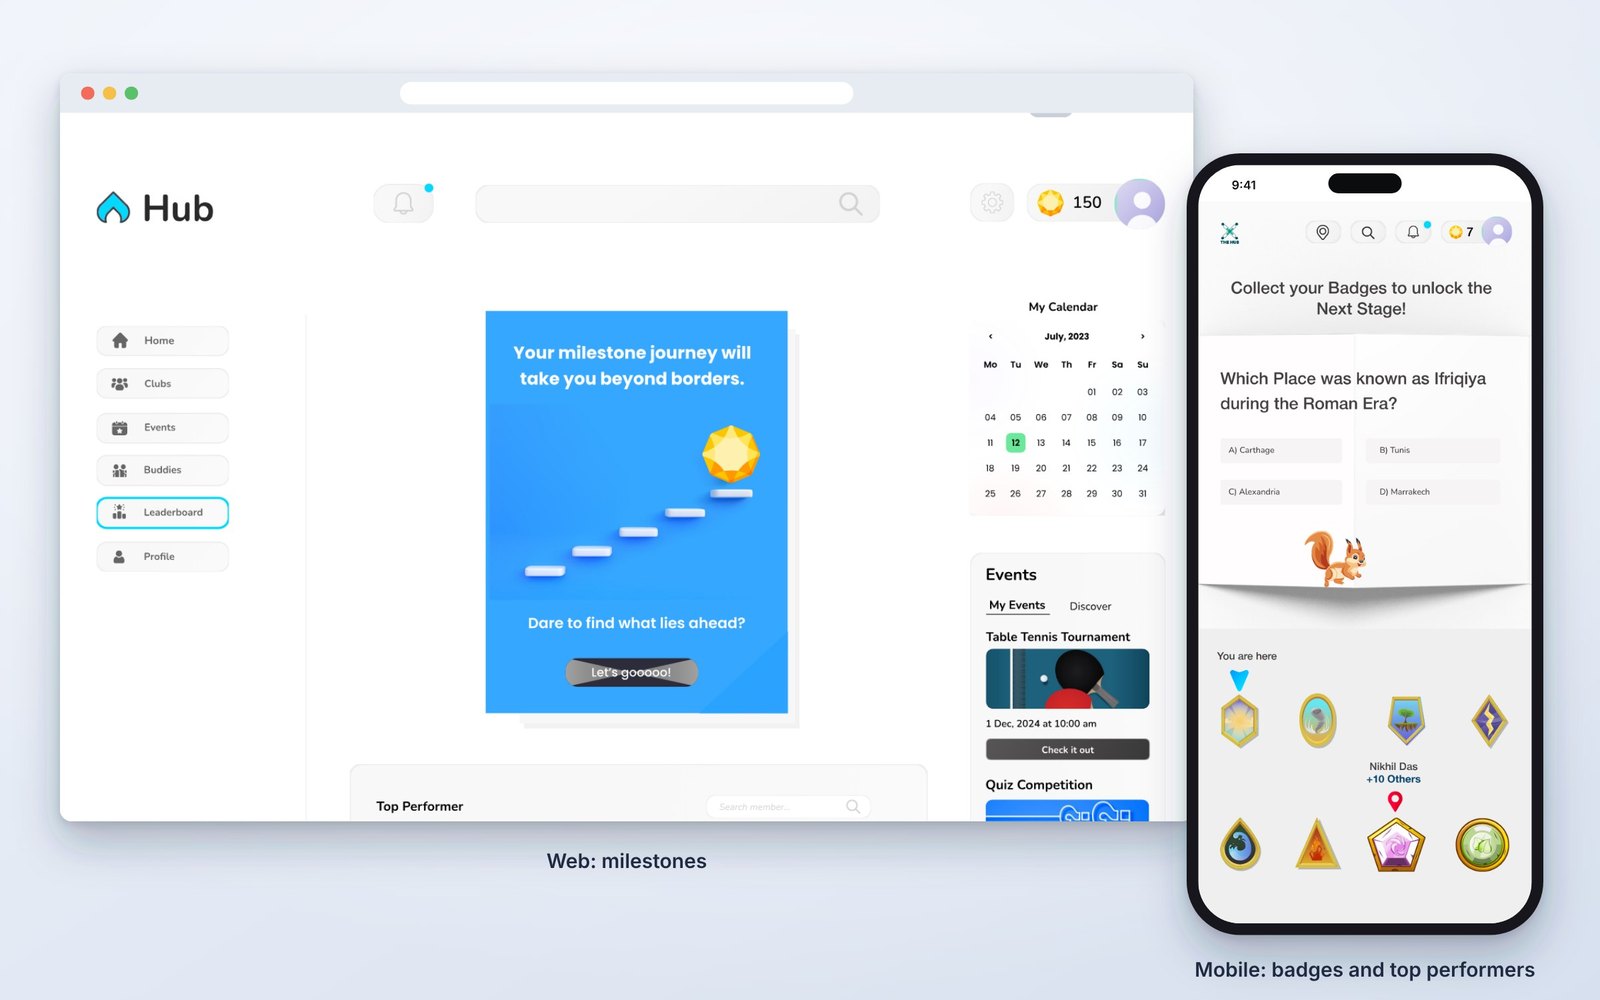 Hub
150
Home
Clubs
Events
Buddies
Leaderboard
Profile
Your milestone journey will
take you beyond borders.
Dare to find what lies ahead?
Let's gooooo!
Top Performer
Search member...
My Calendar
‹ July, 2023 ›
Mo Tu We Th Fr Sa Su
01 02 03
04 05 06 07 08 09 10
11 12 13 14 15 16 17
18 19 20 21 22 23 24
25 26 27 28 29 30 31
Events
My Events Discover
Table Tennis Tournament
1 Dec, 2024 at 10:00 am
Check it out
Quiz Competition
Web: milestones
9:41
THE HUB
7
Collect your Badges to unlock the
Next Stage!
Which Place was known as Ifriqiya
during the Roman Era?
A) Carthage B) Tunis
C) Alexandria D) Marrakech
You are here
Nikhil Das
+10 Others
Mobile: badges and top performers